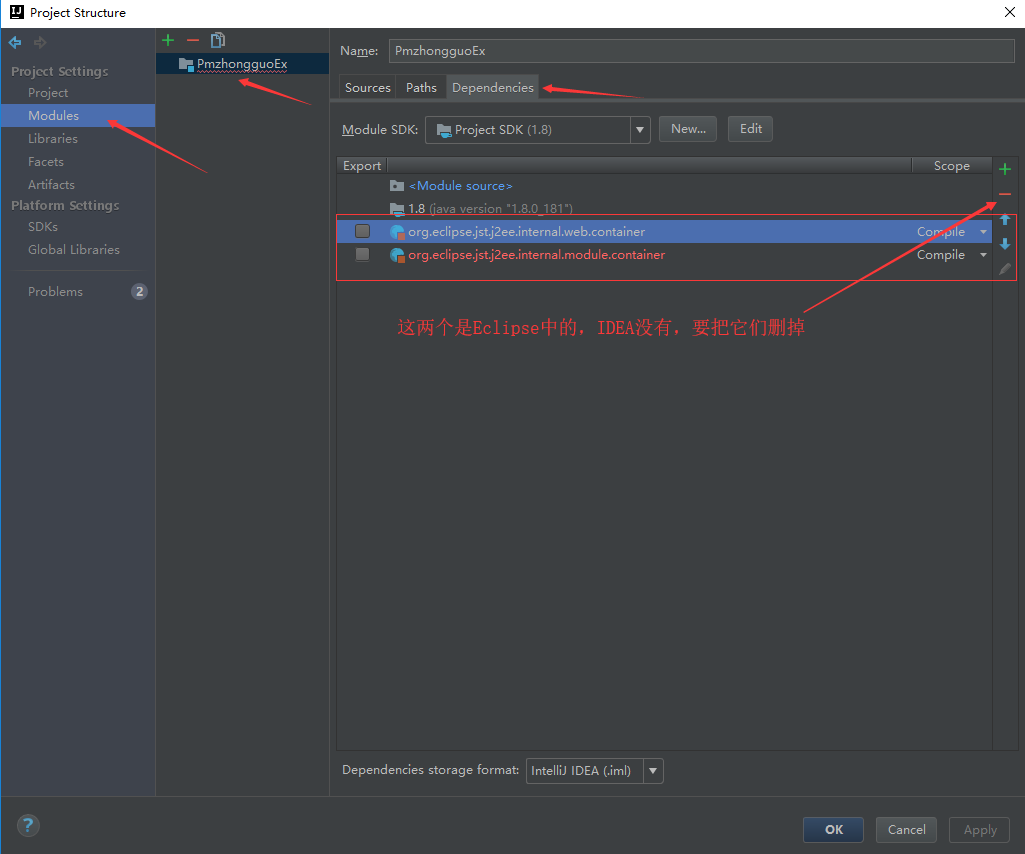 Project Structure
Project Settings
Project
Modules
Libraries
Facets
Artifacts
Platform Settings
SDKs
Global Libraries
Problems 2
PmzhongguoEx
Name: PmzhongguoEx
Sources Paths Dependencies
Module SDK: Project SDK (1.8) New... Edit
Export Scope
<Module source>
1.8 (java version "1.8.0_181")
org.eclipse.jst.j2ee.internal.web.container Compile
org.eclipse.jst.j2ee.internal.module.container Compile
这两个是Eclipse中的，IDEA没有，要把它们删掉
Dependencies storage format: IntelliJ IDEA (.iml)
?
OK Cancel Apply